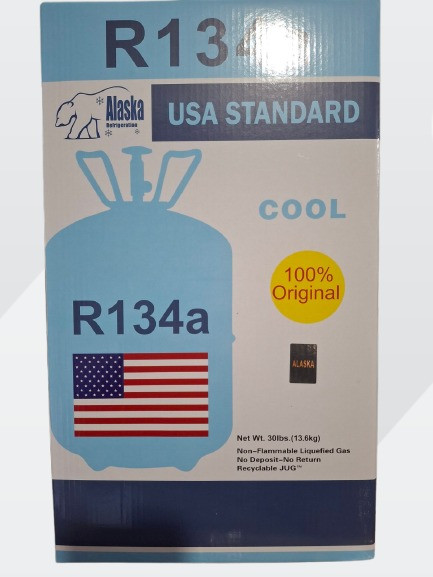 R134a
Alaska
Refrigeration
USA STANDARD
COOL
100%
Original
R134a
ALASKA
Net Wt. 30lbs.(13.6kg)
Non-Flammable Liquefied Gas
No Deposit-No Return
Recyclable JUG™